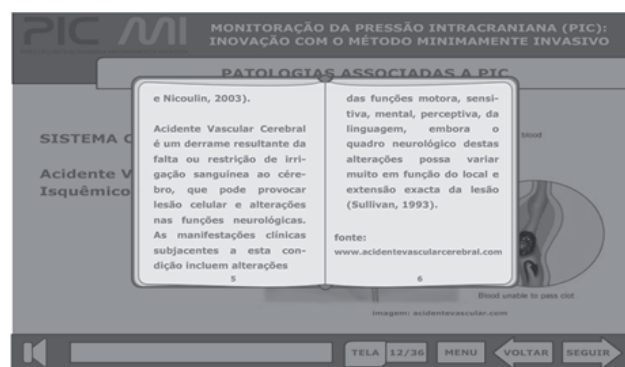 PIC MI
MONITORAÇÃO DA PRESSÃO INTRACRANIANA (PIC):
INOVAÇÃO COM O MÉTODO MINIMAMENTE INVASIVO
PATOLOGIAS ASSOCIADAS A PIC
SISTEMA
Acidente
Isquêmico
e Nicoulin, 2003).
Acidente Vascular Cerebral
é um derrame resultante da
falta ou restrição de irri-
gação sanguínea ao cére-
bro, que pode provocar
lesão celular e alterações
nas funções neurológicas.
As manifestações clínicas
subjacentes a esta con-
dição incluem alterações
5
das funções motora, sensi-
tiva, mental, perceptiva, da
linguagem, embora o
quadro neurológico destas
alterações possa variar
muito em função do local e
extensão exacta da lesão
(Sullivan, 1993).
fonte:
www.acidentevascularcerebral.com
6
blood
Blood unable to pass clot
imagem: acidentevascular.com
TELA 12/36 MENU VOLTAR SEGUIR